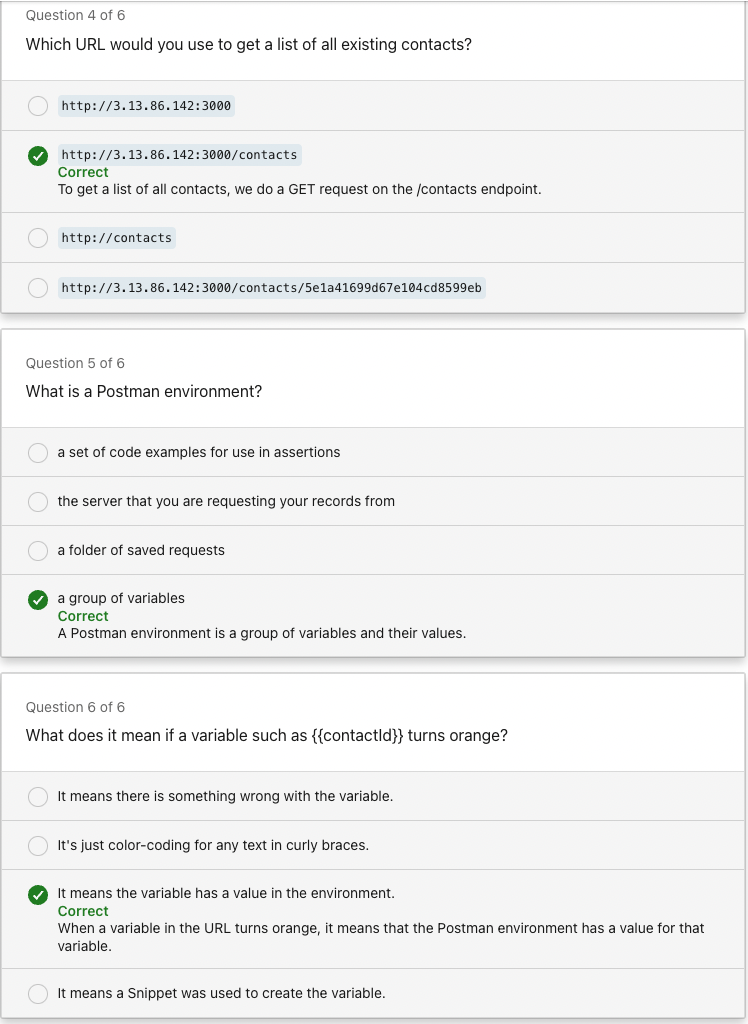 Question 4 of 6
Which URL would you use to get a list of all existing contacts?
http://3.13.86.142:3000
http://3.13.86.142:3000/contacts
Correct
To get a list of all contacts, we do a GET request on the /contacts endpoint.
http://contacts
http://3.13.86.142:3000/contacts/5e1a41699d67e104cd8599eb
Question 5 of 6
What is a Postman environment?
a set of code examples for use in assertions
the server that you are requesting your records from
a folder of saved requests
a group of variables
Correct
A Postman environment is a group of variables and their values.
Question 6 of 6
What does it mean if a variable such as {{contactId}} turns orange?
It means there is something wrong with the variable.
It's just color-coding for any text in curly braces.
It means the variable has a value in the environment.
Correct
When a variable in the URL turns orange, it means that the Postman environment has a value for that
variable.
It means a Snippet was used to create the variable.